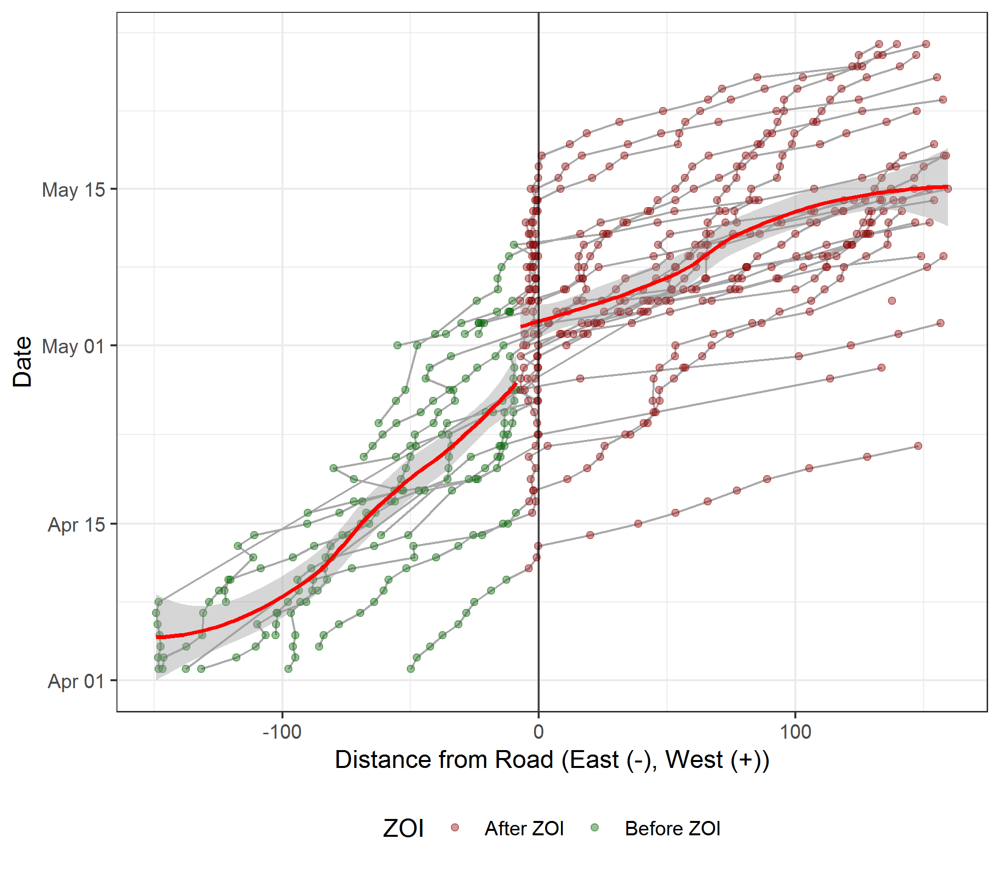 May 15
May 01
Apr 15
Apr 01
Date
-100 0 100
Distance from Road (East (-), West (+))
ZOI After ZOI Before ZOI